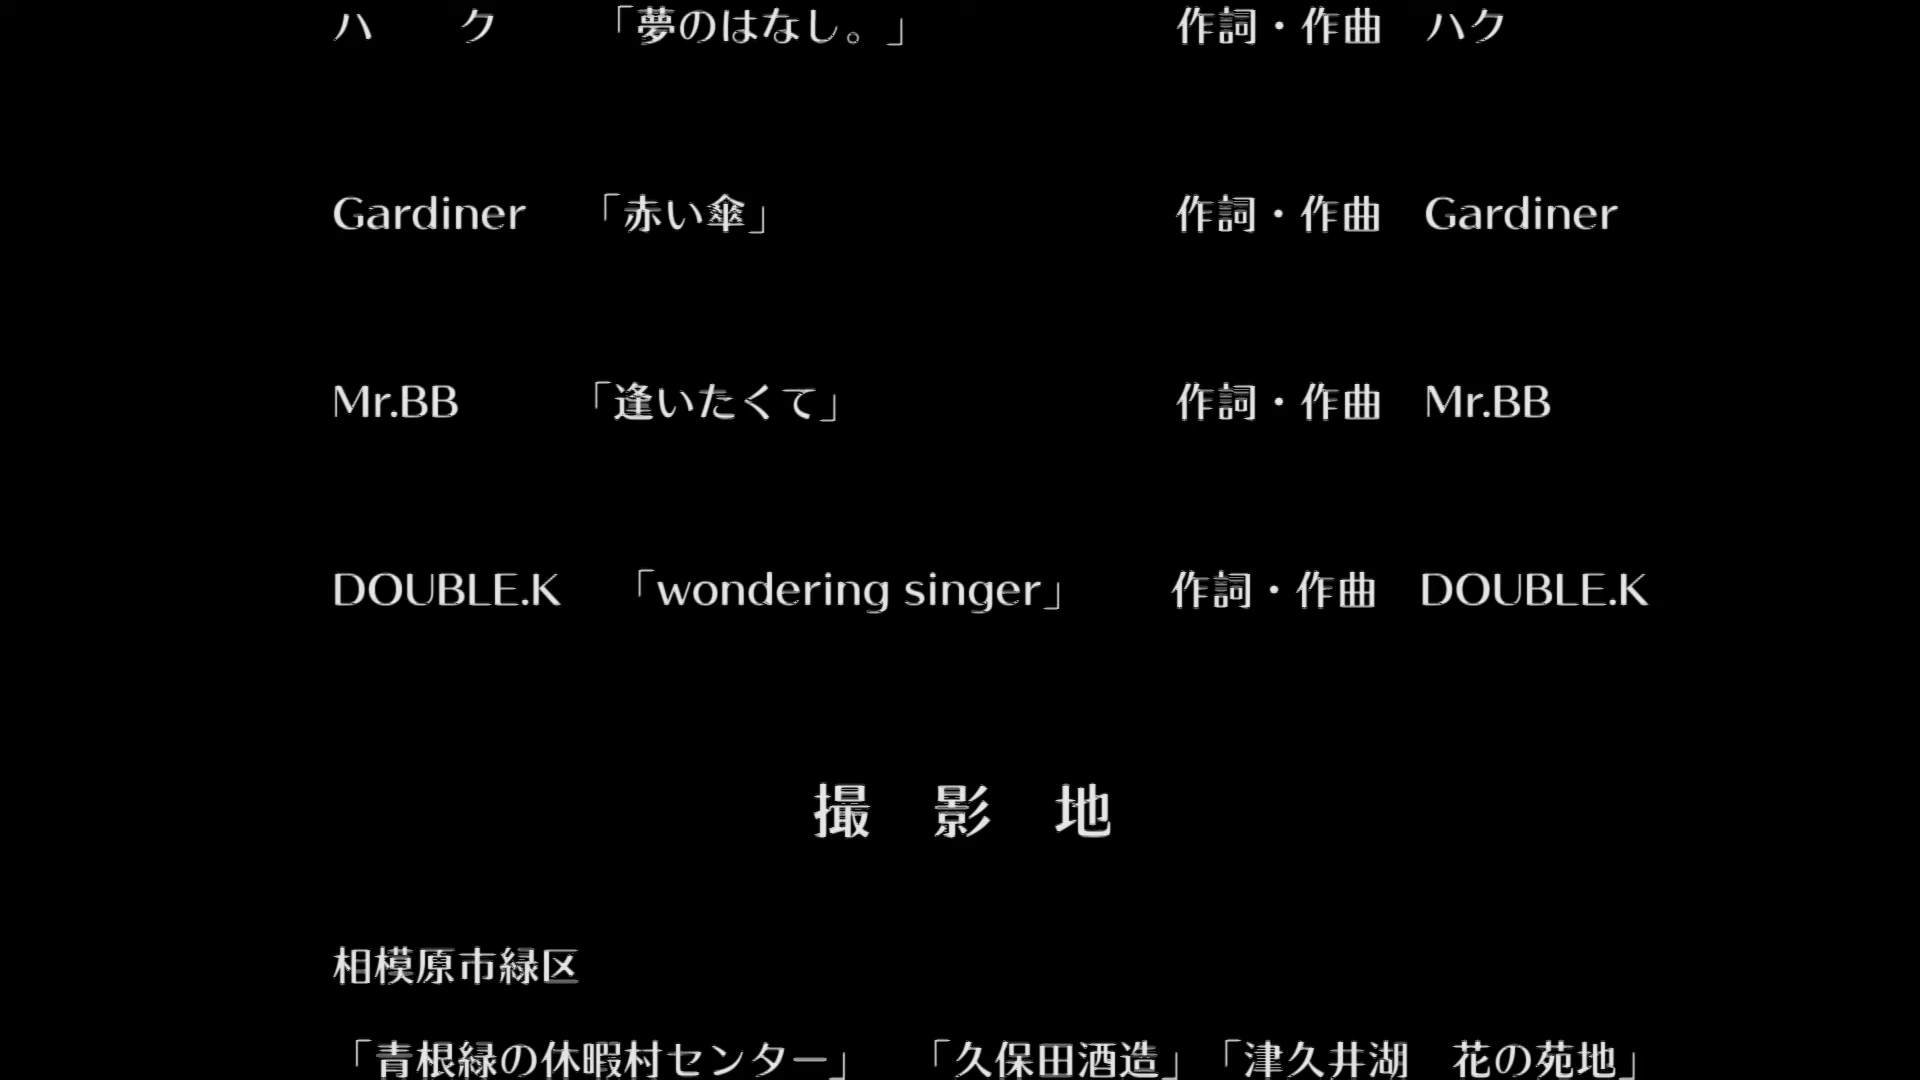 ハ　　ク　　「夢のはなし。」　　作詞・作曲　ハク
Gardiner　「赤い傘」　　作詞・作曲　Gardiner
Mr.BB　　「逢いたくて」　　作詞・作曲　Mr.BB
DOUBLE.K　「wondering singer」　　作詞・作曲　DOUBLE.K
撮　影　地
相模原市緑区
「青根緑の休暇村センター」　「久保田酒造」「津久井湖　花の苑地」